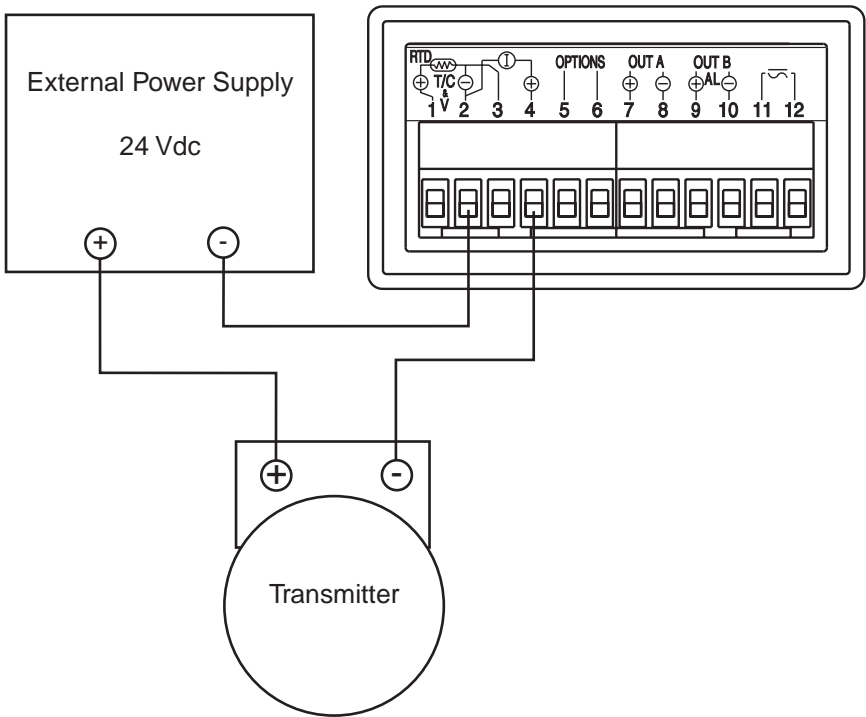 External Power Supply
24 Vdc
+ -
RTD
OPTIONS OUT A OUT B
+ T/C - I + + - + AL -
&
V
1 2 3 4 5 6 7 8 9 10 11 12
+ -
Transmitter